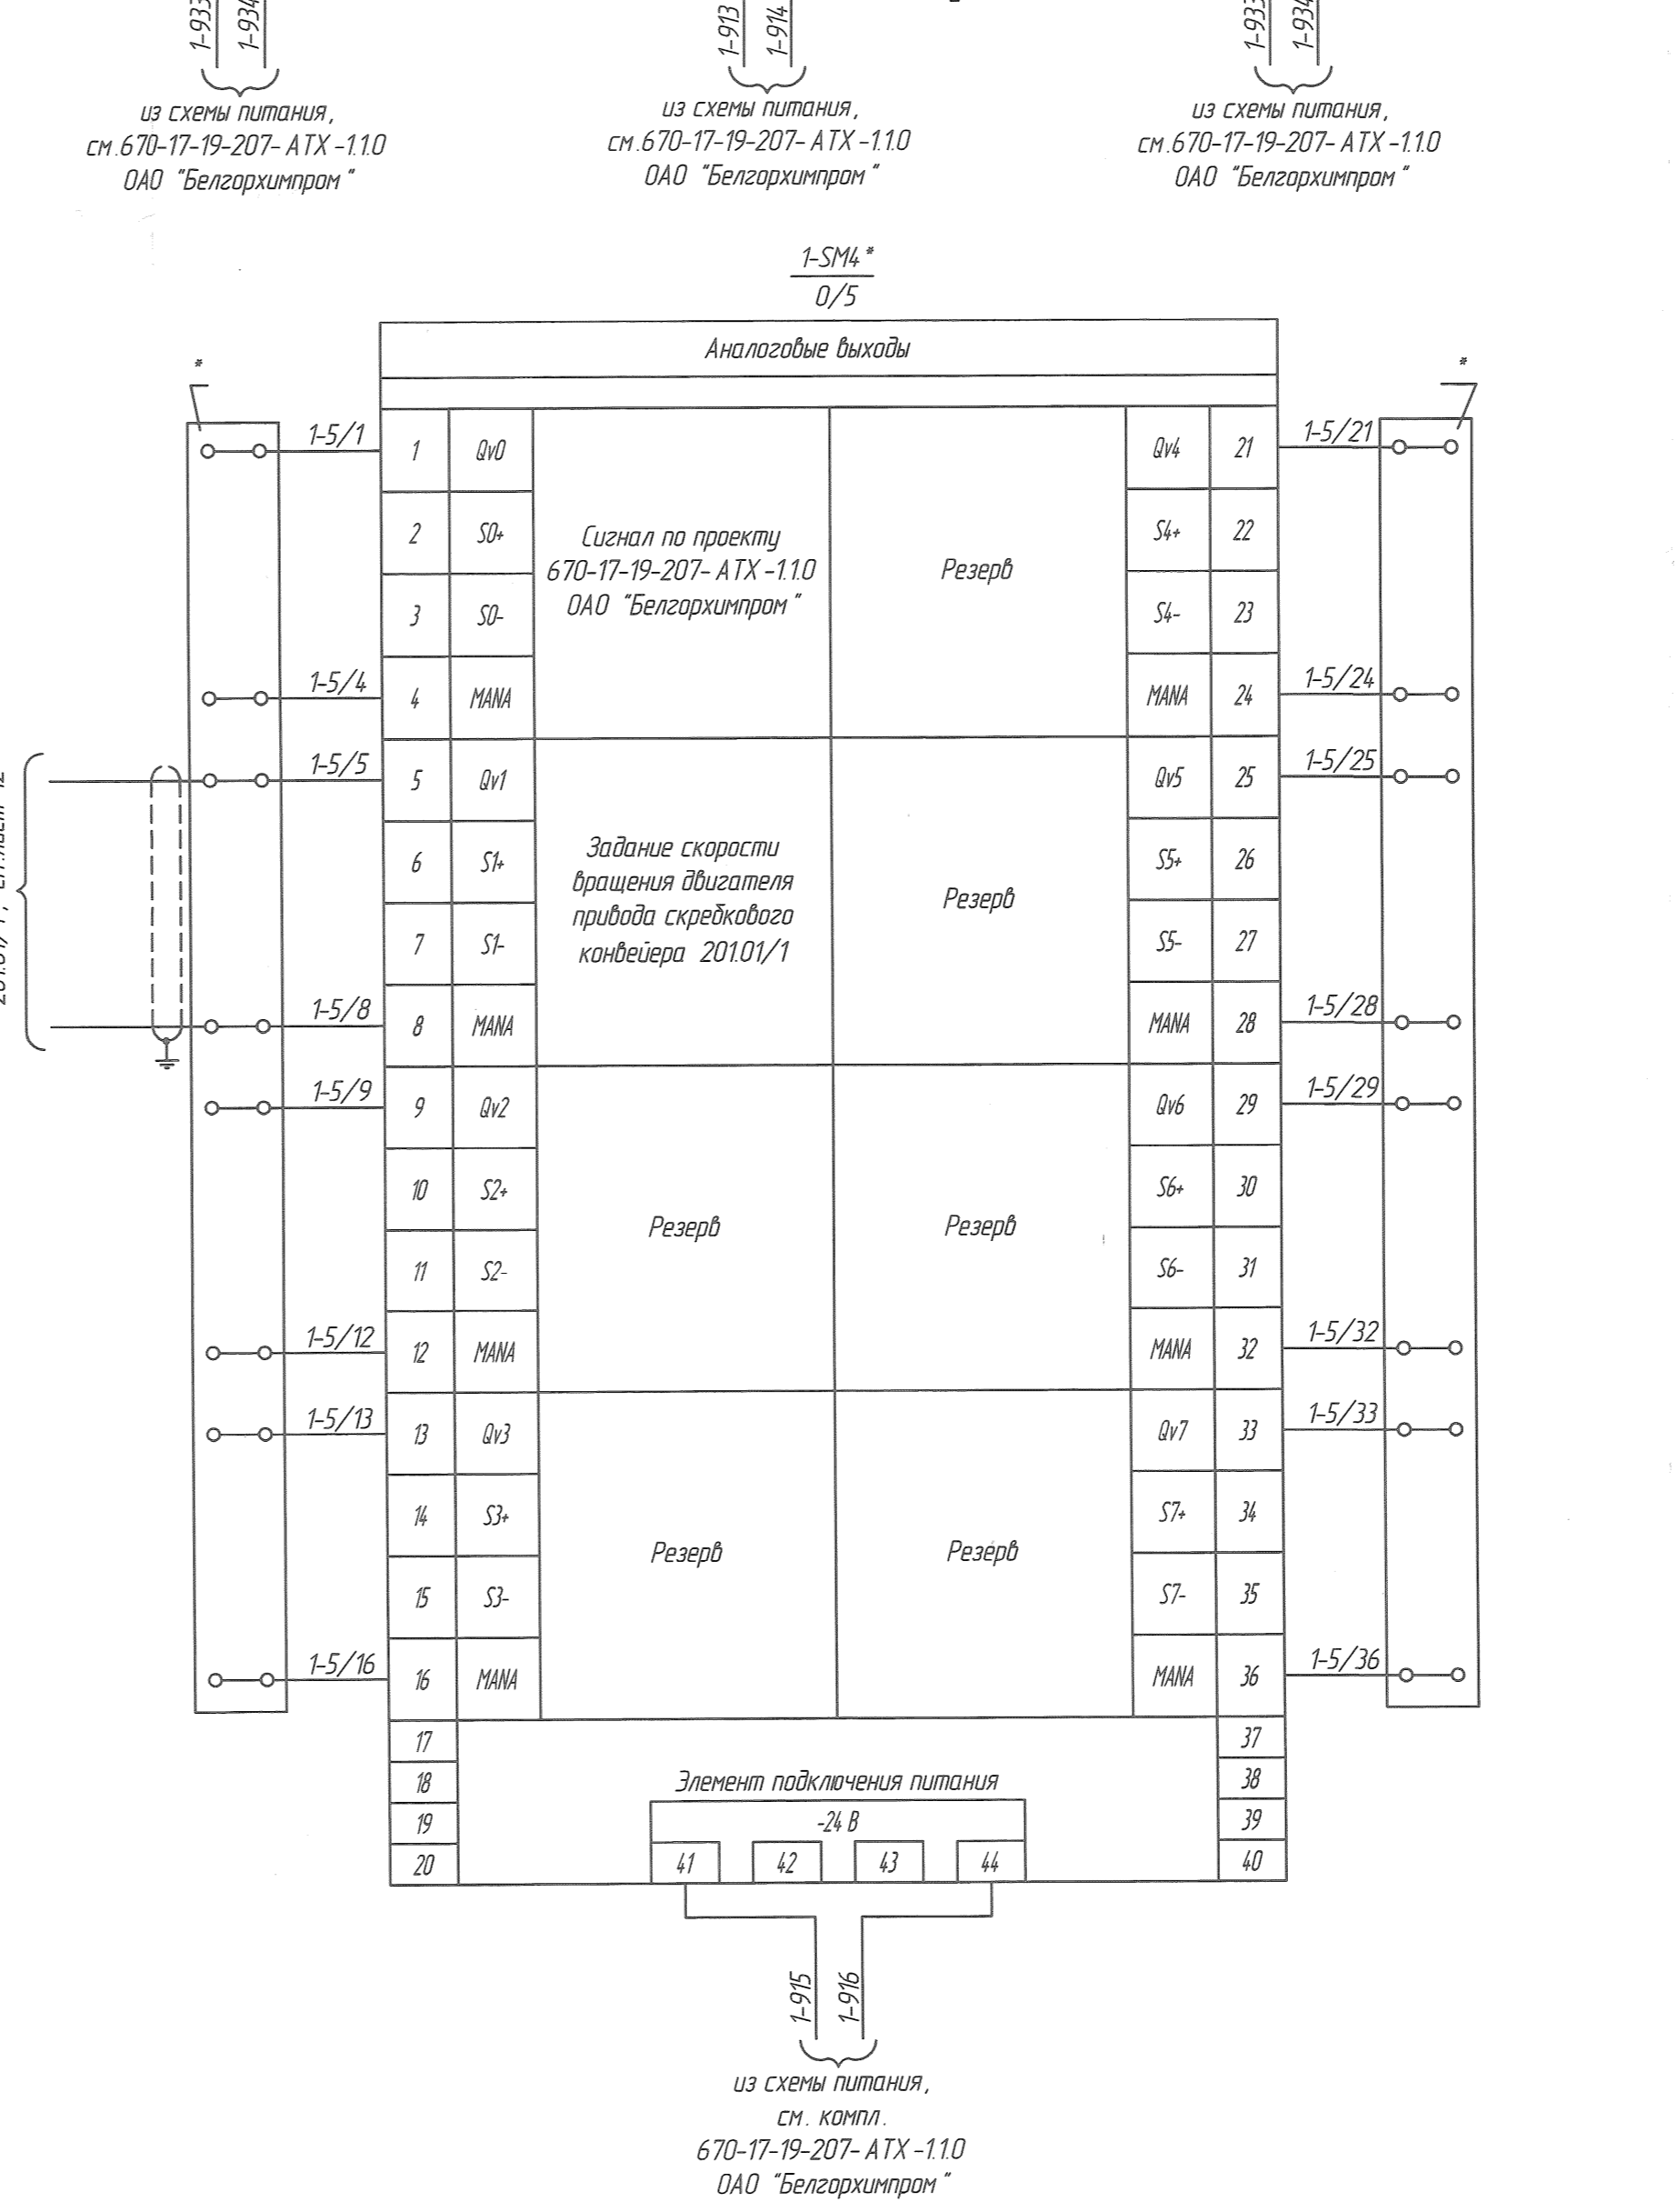 1-933
1-934
1-913
1-914
1-933
1-934
из схемы питания,
см.670-17-19-207- АТХ -1.1.0
ОАО "Белгорхимпром"
из схемы питания,
см.670-17-19-207- АТХ -1.1.0
ОАО "Белгорхимпром"
из схемы питания,
см.670-17-19-207- АТХ -1.1.0
ОАО "Белгорхимпром"
1-SM4*
0/5
Аналоговые выходы
*
*
1-5/1
1
Qv0
2
S0+
3
S0-
1-5/4
4
MANA
Сигнал по проекту
670-17-19-207- АТХ -1.1.0
ОАО "Белгорхимпром"
Резерв
Qv4
21
1-5/21
S4+
22
S4-
23
MANA
24
1-5/24
1-5/5
5
Qv1
6
S1+
7
S1-
1-5/8
8
MANA
Задание скорости
вращения двигателя
привода скребкового
конвейера 201.01/1
Резерв
Qv5
25
1-5/25
S5+
26
S5-
27
MANA
28
1-5/28
1-5/9
9
Qv2
10
S2+
11
S2-
1-5/12
12
MANA
Резерв
Резерв
Qv6
29
1-5/29
S6+
30
S6-
31
MANA
32
1-5/32
1-5/13
13
Qv3
14
S3+
15
S3-
1-5/16
16
MANA
Резерв
Резерв
Qv7
33
1-5/33
S7+
34
S7-
35
MANA
36
1-5/36
17
18
19
20
37
38
39
40
Элемент подключения питания
-24 В
41
42
43
44
1-915
1-916
из схемы питания,
см. компл.
670-17-19-207- АТХ -1.1.0
ОАО "Белгорхимпром"